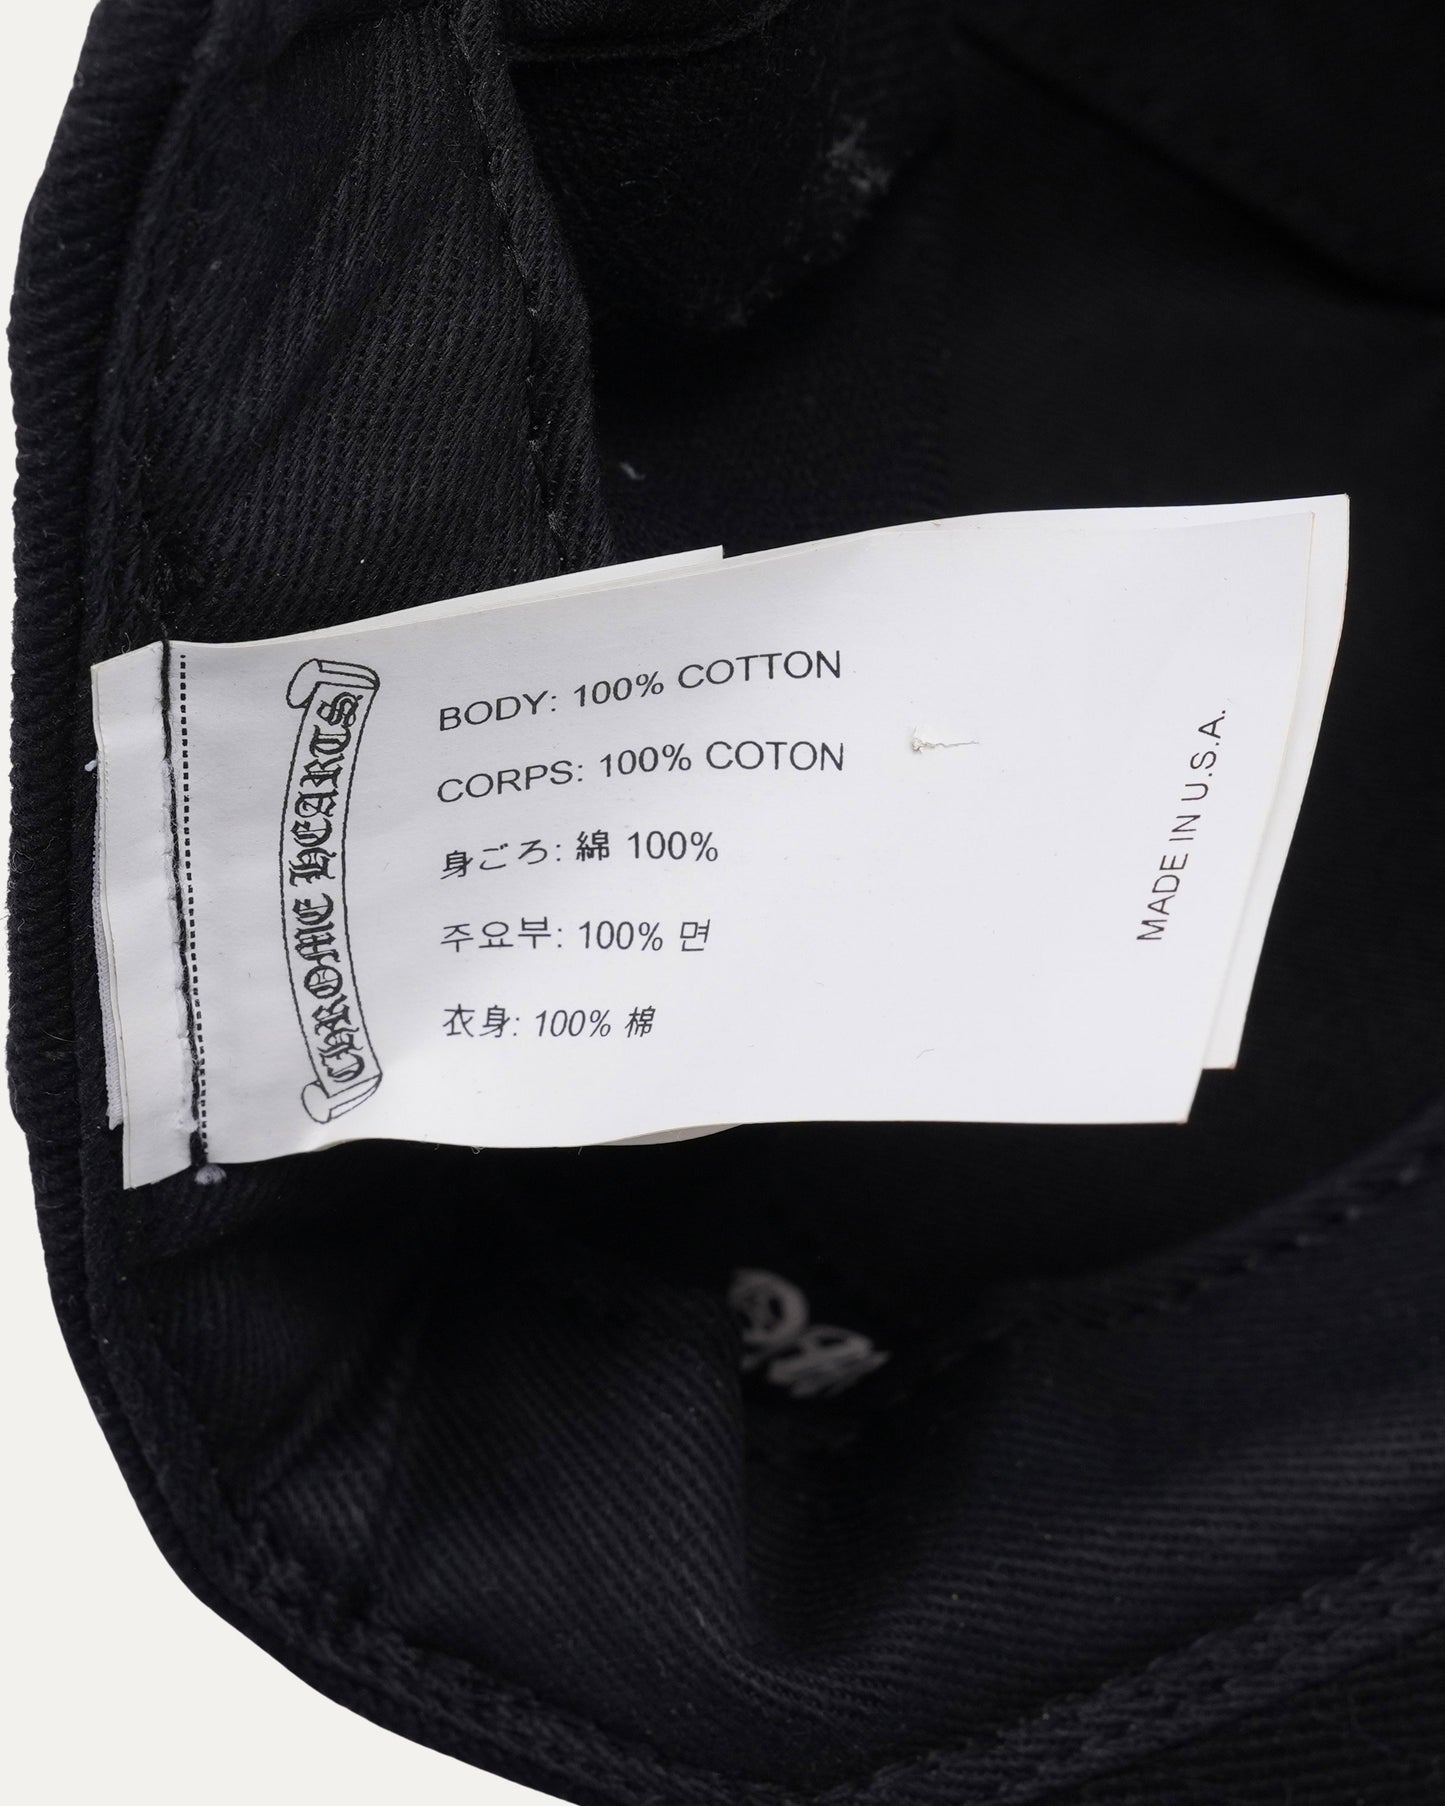 CHROME HEARTS
BODY: 100% COTTON
CORPS: 100% COTON
身ごろ: 綿 100%
주요부: 100% 면
衣身: 100% 棉
MADE IN U.S.A.